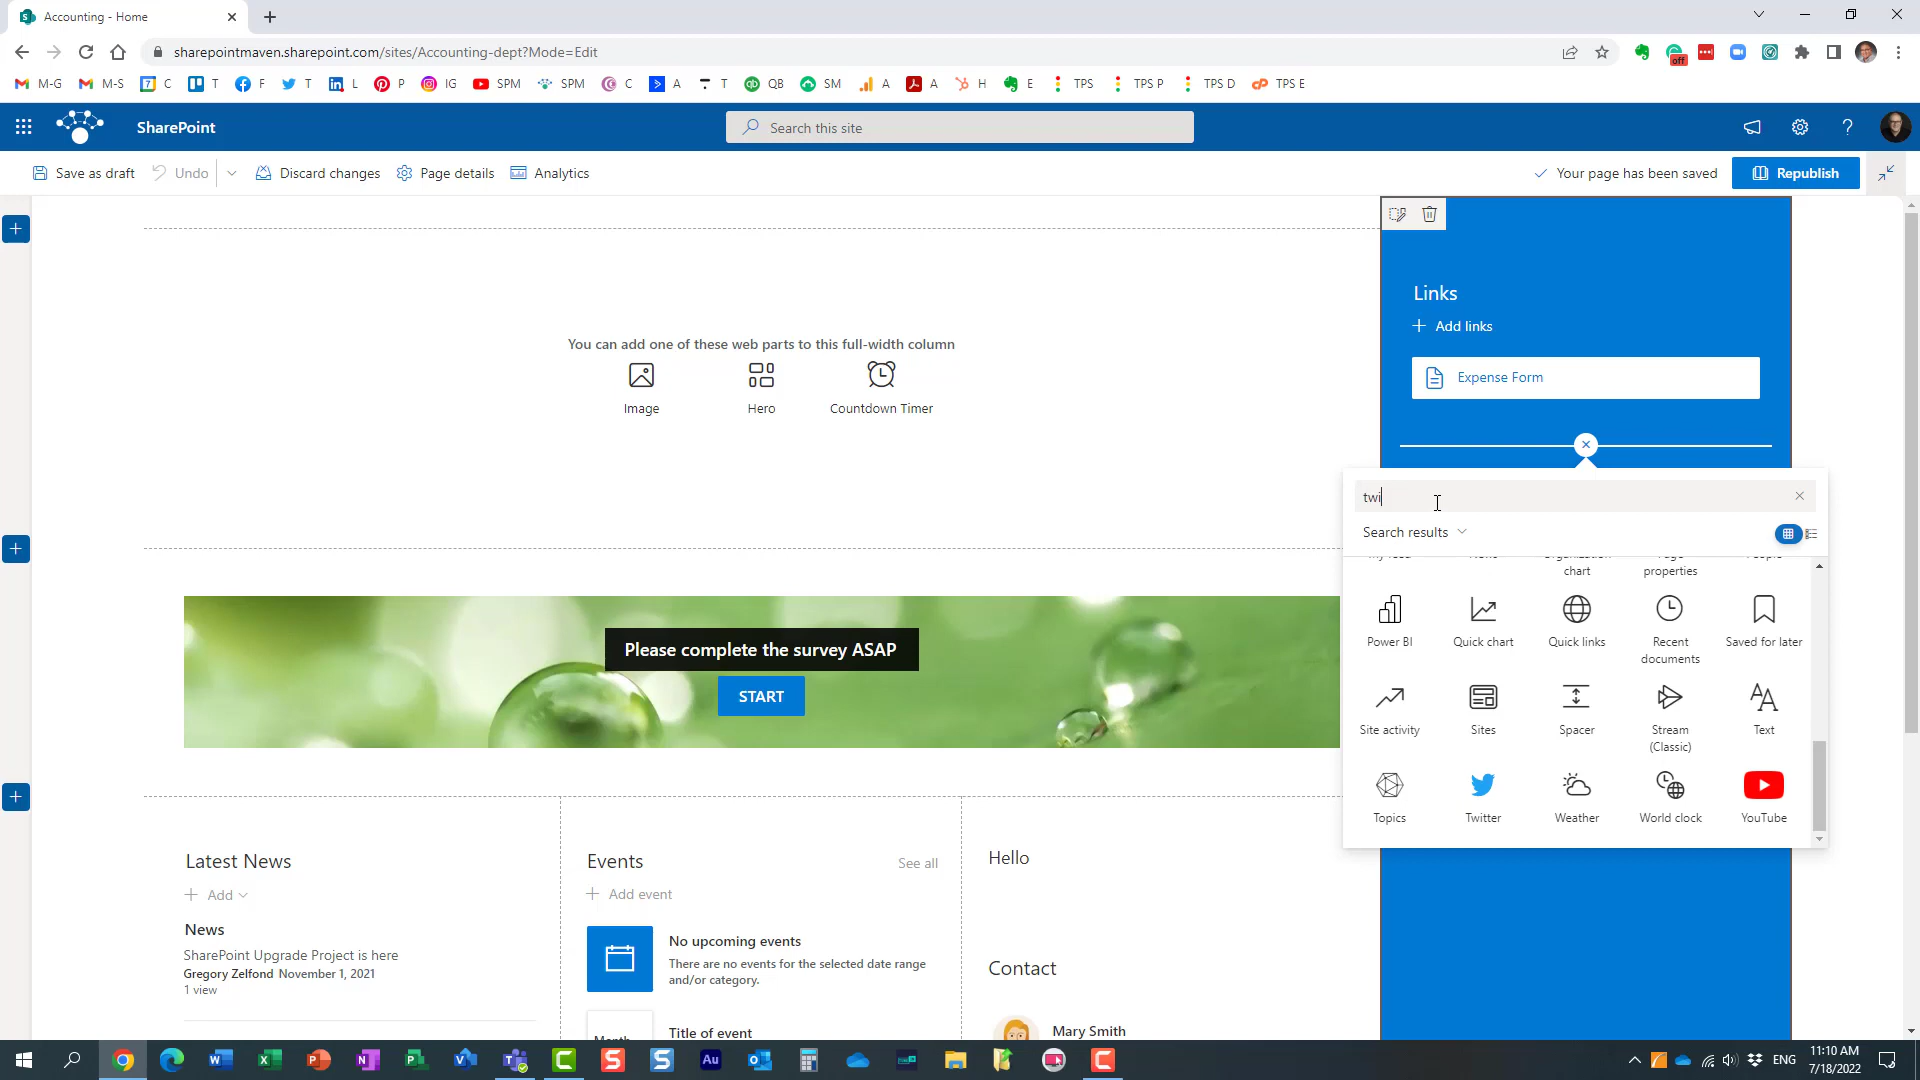 Accounting - Home
sharepointmaven.sharepoint.com/sites/Accounting-dept?Mode=Edit
off
M-G M-S C T F T L P IG SPM SPM C A T QB SM A A H E TPS TPS P TPS D TPS E
SharePoint
Search this site
Save as draft Undo Discard changes Page details Analytics
Your page has been saved Republish
Links
Add links
Expense Form
You can add one of these web parts to this full-width column
Image Hero Countdown Timer
twi
Search results
chart properties
Power BI Quick chart Quick links Recent documents Saved for later
Site activity Sites Spacer Stream (Classic) Text
Topics Twitter Weather World clock YouTube
Please complete the survey ASAP
START
Latest News
Add
News
SharePoint Upgrade Project is here
Gregory Zelfond November 1, 2021
1 view
Events See all
Add event
No upcoming events
There are no events for the selected date range
and/or category.
Title of event
Hello
Contact
Mary Smith
ENG
11:10 AM
7/18/2022